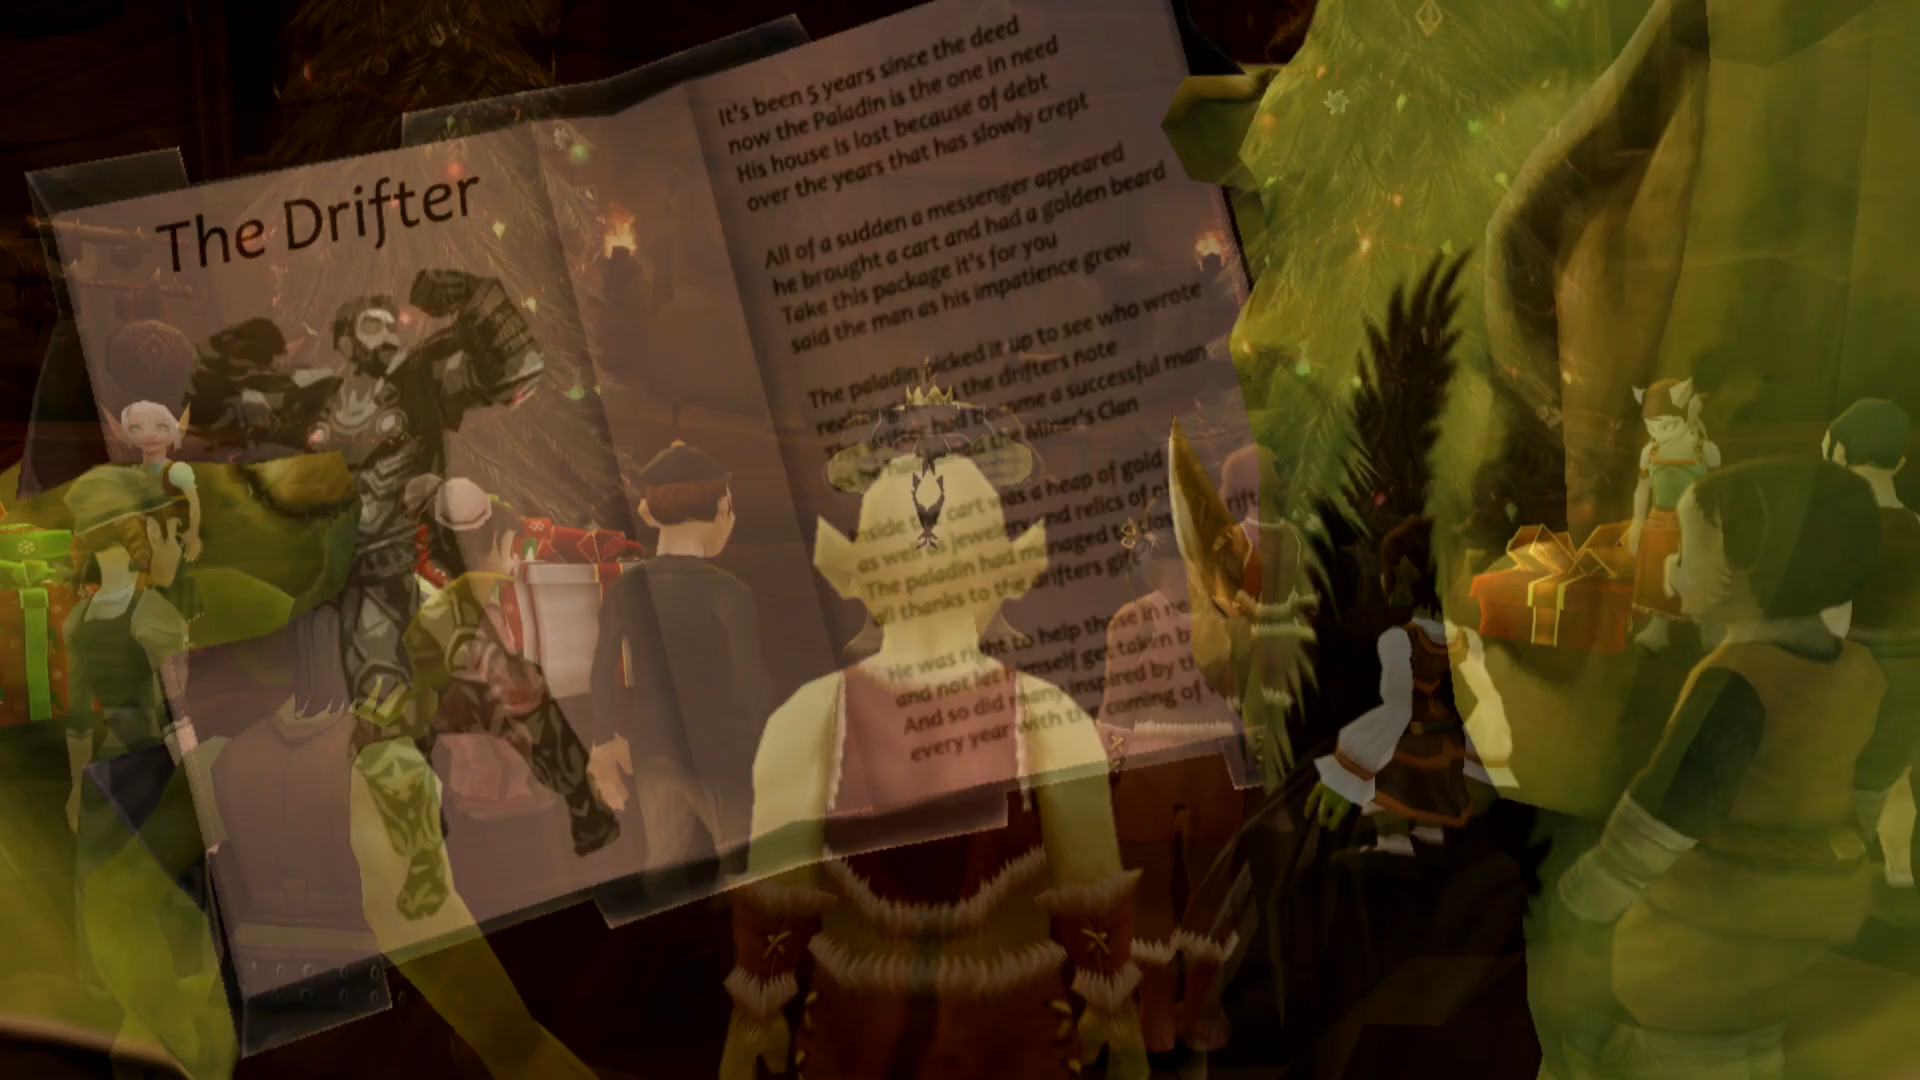 The Drifter
It's been 5 years since the deed
now the Paladin is the one in need
His house is lost because of debt
over the years that has slowly crept
All of a sudden a messenger appeared
he brought a cart and had a golden beard
Take this package it's for you
said the man as his impatience grew
The paladin picked it up to see who wrote
the drifters note
drifter had become a successful man
the Miner's Clan
Inside the cart was a heap of gold
as well as jewelery and relics of
The paladin had managed to rift
all thanks to the drifters gift
He was right to help those in
and not let himself get taken
And so did many inspired by
every year with the coming of